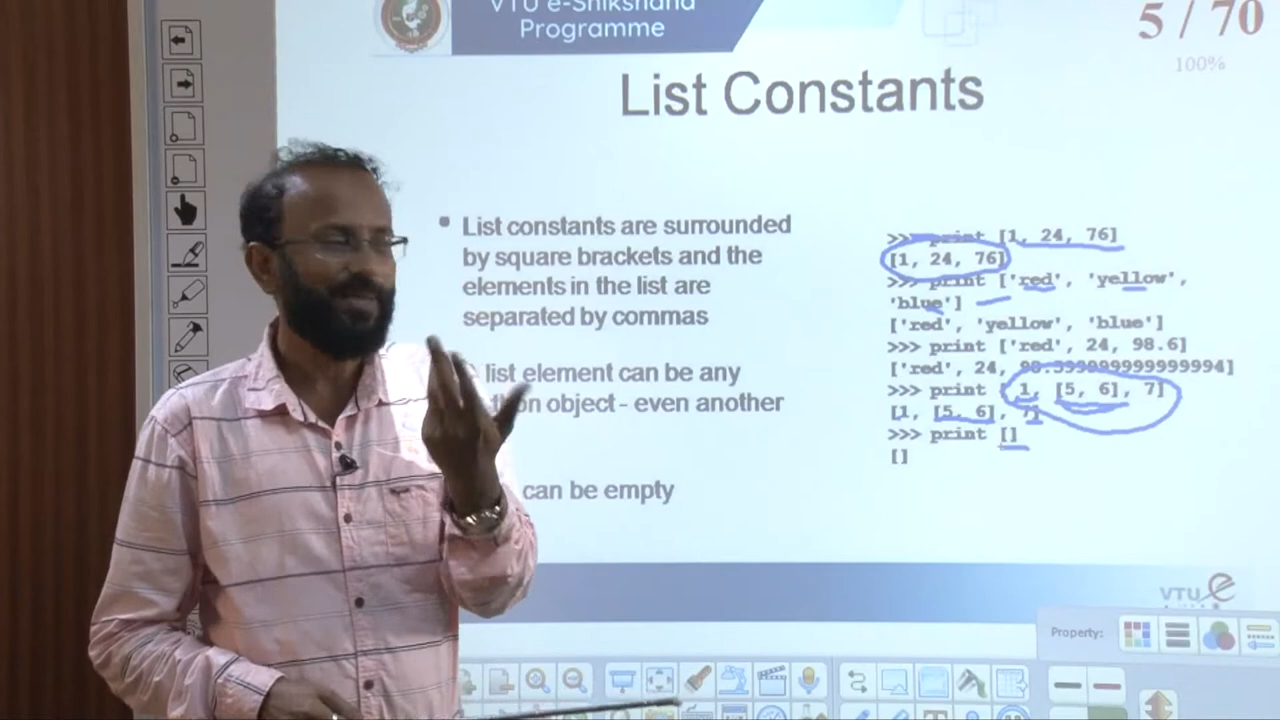 VTU e-Shikshana
Programme
5 / 70
100%
List Constants
List constants are surrounded
by square brackets and the
elements in the list are
separated by commas
list element can be any
object - even another
can be empty
>>> print [1, 24, 76]
[1, 24, 76]
>>> print ['red', 'yellow',
'blue']
['red', 'yellow', 'blue']
>>> print ['red', 24, 98.6]
['red', 24, 98.599999999999994]
>>> print [ 1, [5, 6], 7]
[1, [5, 6], 7]
>>> print []
[]
VTU e
Property: